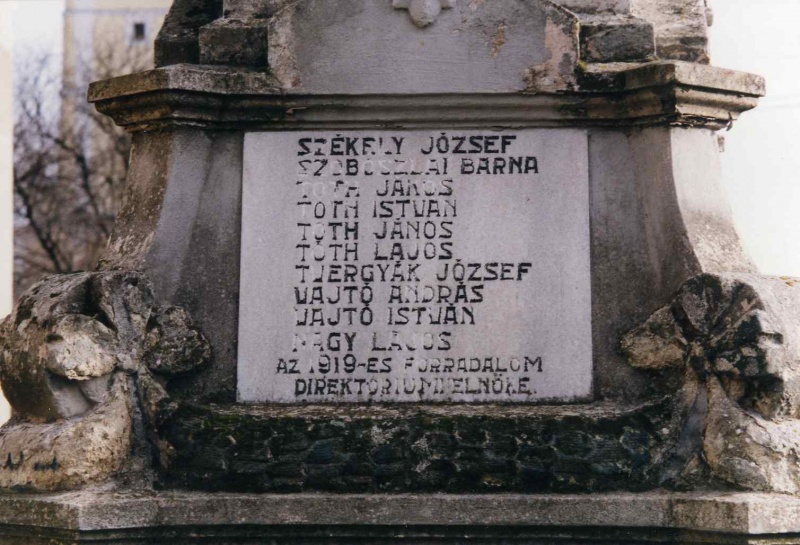 SZÉKELY JÓZSEF
SZOBOSZLAI BARNA
TÓTH JÁNOS
TÓTH ISTVÁN
TÓTH JÁNOS
TÓTH LAJOS
TJERGYÁK JÓZSEF
VAJTÓ ANDRÁS
VAJTÓ ISTVÁN
NAGY LAJOS
AZ 1919-ES FORRADALOM
DIREKTÓRIUMI ELNÖKE.